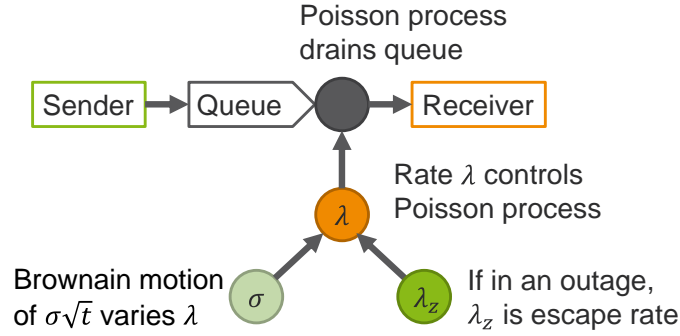 Poisson process
drains queue
Sender
Queue
Receiver
Rate λ controls
Poisson process
λ
Brownain motion
of σ√t varies λ
σ
λz
If in an outage,
λz is escape rate